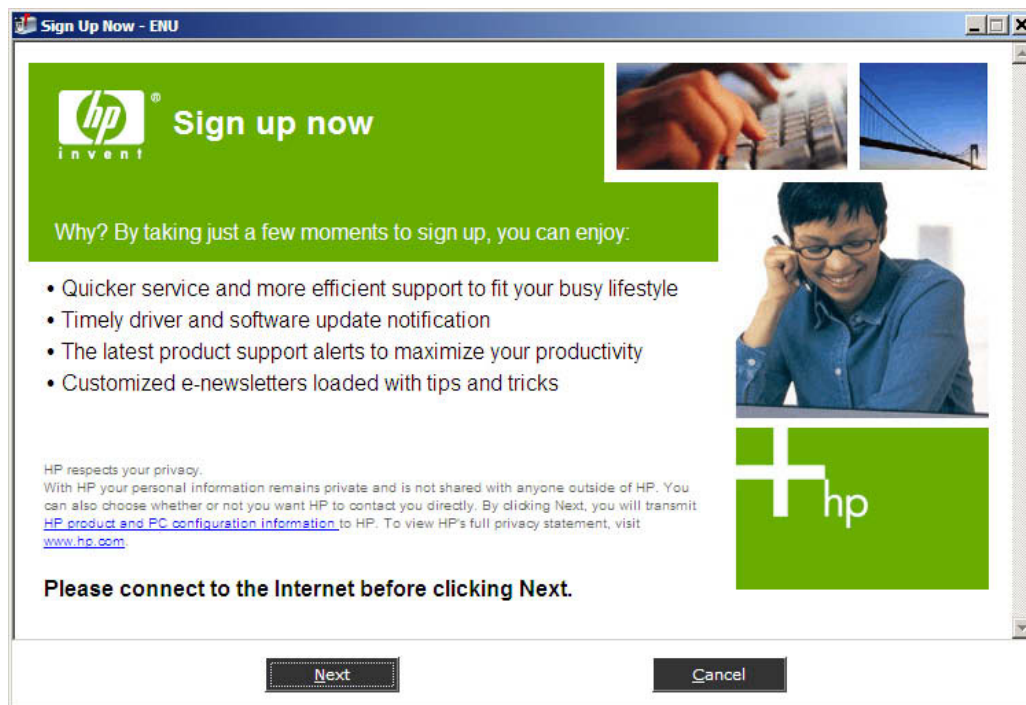 Sign Up Now - ENU
hp ®
invent
Sign up now
Why? By taking just a few moments to sign up, you can enjoy:
• Quicker service and more efficient support to fit your busy lifestyle
• Timely driver and software update notification
• The latest product support alerts to maximize your productivity
• Customized e-newsletters loaded with tips and tricks
HP respects your privacy.
With HP your personal information remains private and is not shared with anyone outside of HP. You
can also choose whether or not you want HP to contact you directly. By clicking Next, you will transmit
HP product and PC configuration information to HP. To view HP's full privacy statement, visit
www.hp.com.
hp
Please connect to the Internet before clicking Next.
Next
Cancel